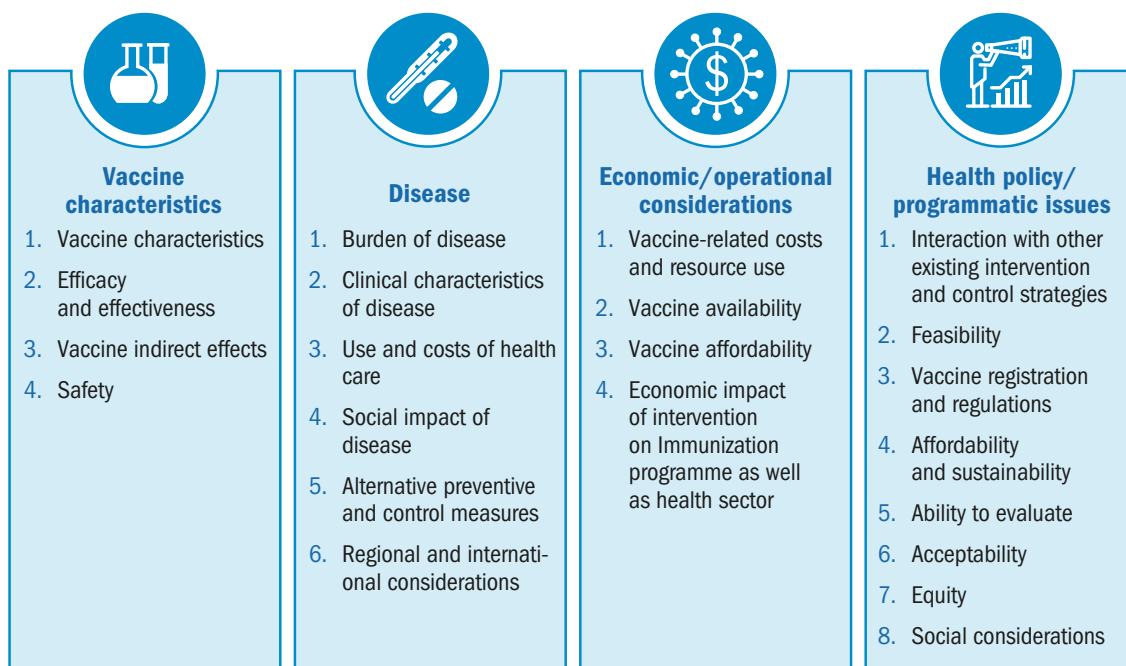 Vaccine
characteristics
1. Vaccine characteristics
2. Efficacy
and effectiveness
3. Vaccine indirect effects
4. Safety
Disease
1. Burden of disease
2. Clinical characteristics
of disease
3. Use and costs of health
care
4. Social impact of
disease
5. Alternative preventive
and control measures
6. Regional and internati-
onal considerations
$
Economic/operational
considerations
1. Vaccine-related costs
and resource use
2. Vaccine availability
3. Vaccine affordability
4. Economic impact
of intervention
on Immunization
programme as well
as health sector
Health policy/
programmatic issues
1. Interaction with other
existing intervention
and control strategies
2. Feasibility
3. Vaccine registration
and regulations
4. Affordability
and sustainability
5. Ability to evaluate
6. Acceptability
7. Equity
8. Social considerations